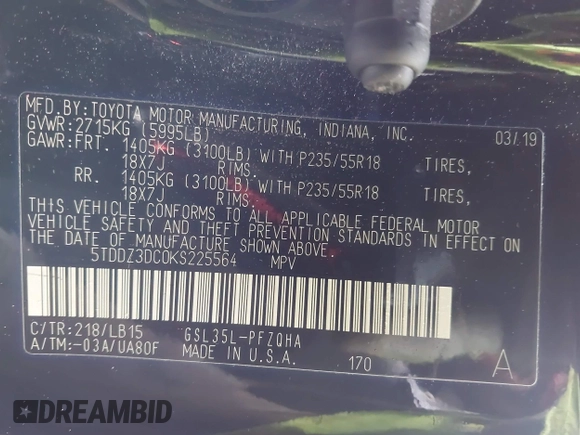 MFD.BY:TOYOTA MOTOR MANUFACTURING, INDIANA, INC. 03/19
GVWR:2715KG (5995LB)
GAWR:FRT. 1405KG (3100LB) WITH P235/55R18 TIRES,
18X7J RIMS.
RR. 1405KG (3100LB) WITH P235/55R18 TIRES,
18X7J RIMS.
THIS VEHICLE CONFORMS TO ALL APPLICABLE FEDERAL MOTOR
VEHICLE SAFETY AND THEFT PREVENTION STANDARDS IN EFFECT
ON THE DATE OF MANUFACTURE SHOWN ABOVE.
5TDDZ3DC0KS225564 MPV
C/TR:218/LB15 GSL35L-PFZQHA
A/TM:-03A/UA80F MADE IN U.S.A. 170 A
DREAMBID